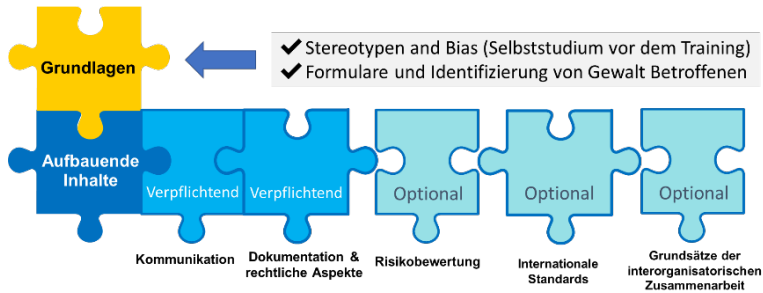 Grundlagen
✔ Stereotypen and Bias (Selbststudium vor dem Training)
✔ Formulare und Identifizierung von Gewalt Betroffenen
Aufbauende
Inhalte
Verpflichtend
Verpflichtend
Optional
Optional
Optional
Kommunikation
Dokumentation &
rechtliche Aspekte
Risikobewertung
Internationale
Standards
Grundsätze der
interorganisatorischen
Zusammenarbeit